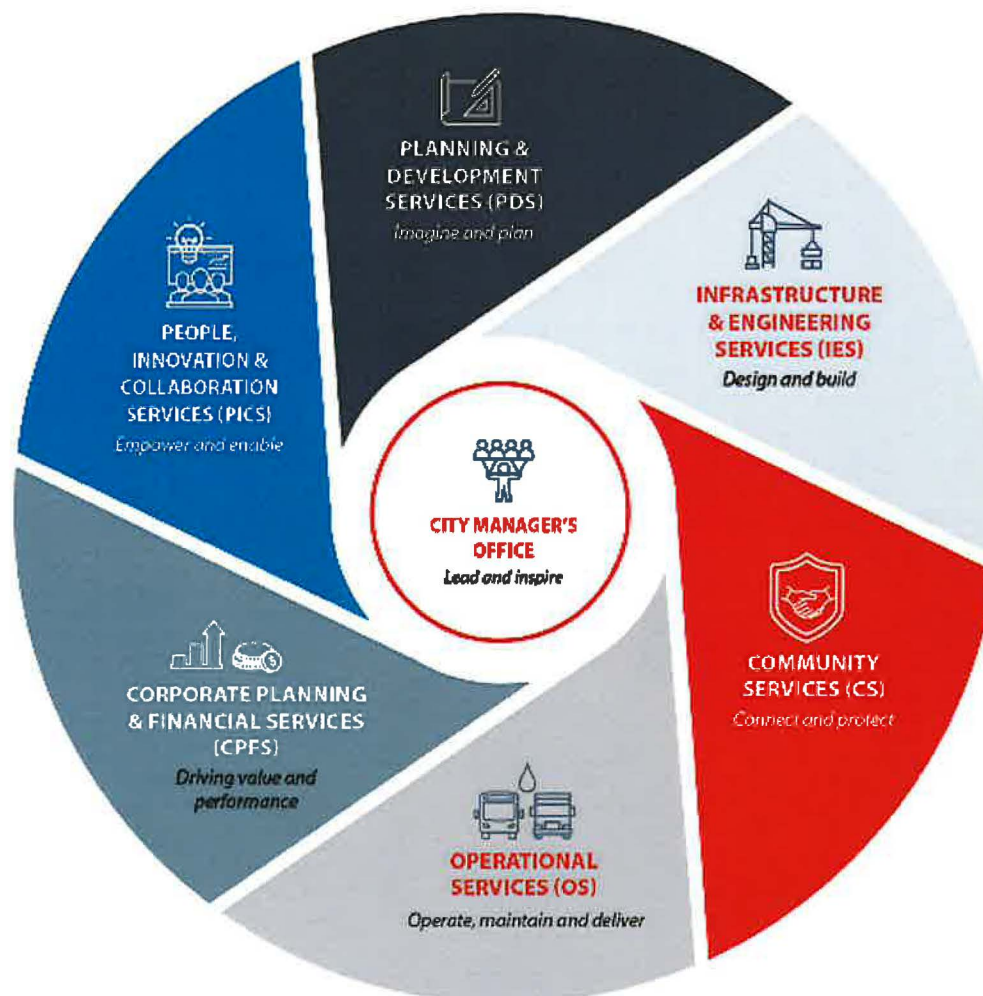 PLANNING &
DEVELOPMENT
SERVICES (PDS)
Imagine and plan
INFRASTRUCTURE
& ENGINEERING
SERVICES (IES)
Design and build
COMMUNITY
SERVICES (CS)
Connect and protect
OPERATIONAL
SERVICES (OS)
Operate, maintain and deliver
CORPORATE PLANNING
& FINANCIAL SERVICES
(CPFS)
Driving value and
performance
PEOPLE,
INNOVATION &
COLLABORATION
SERVICES (PICS)
Empower and enable
CITY MANAGER'S
OFFICE
Lead and inspire